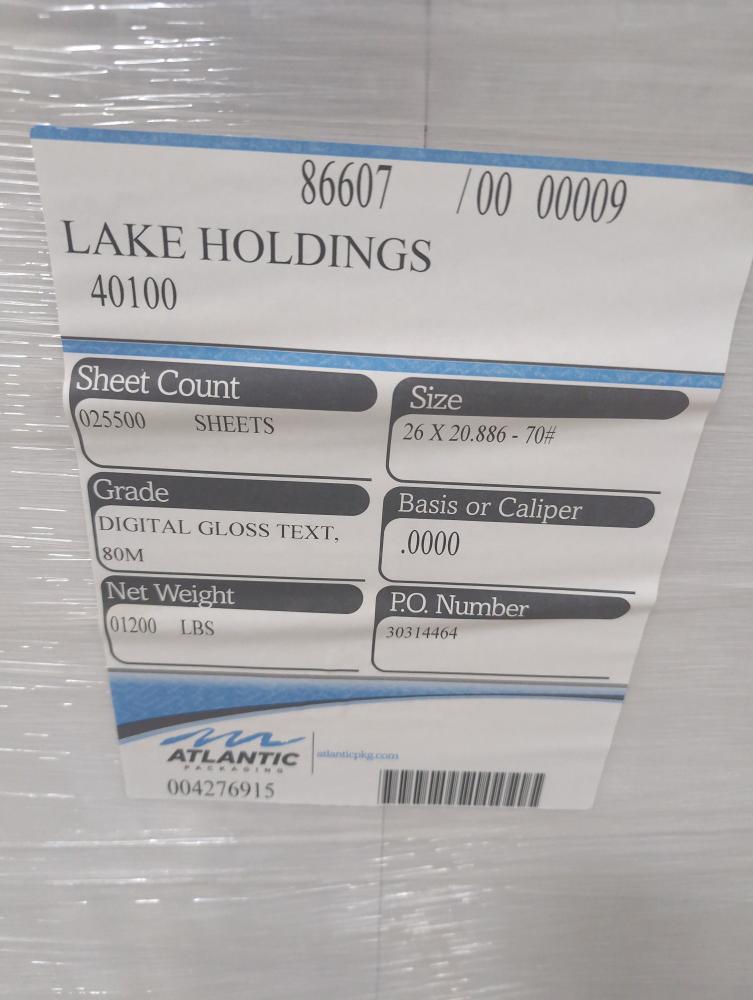 86607 /00 00009
LAKE HOLDINGS
40100
Sheet Count
025500 SHEETS
Size
26 X 20.886 - 70#
Grade
DIGITAL GLOSS TEXT,
80M
Basis or Caliper
.0000
Net Weight
01200 LBS
P.O. Number
30314464
ATLANTIC
PACKAGING
atlanticpkg.com
004276915